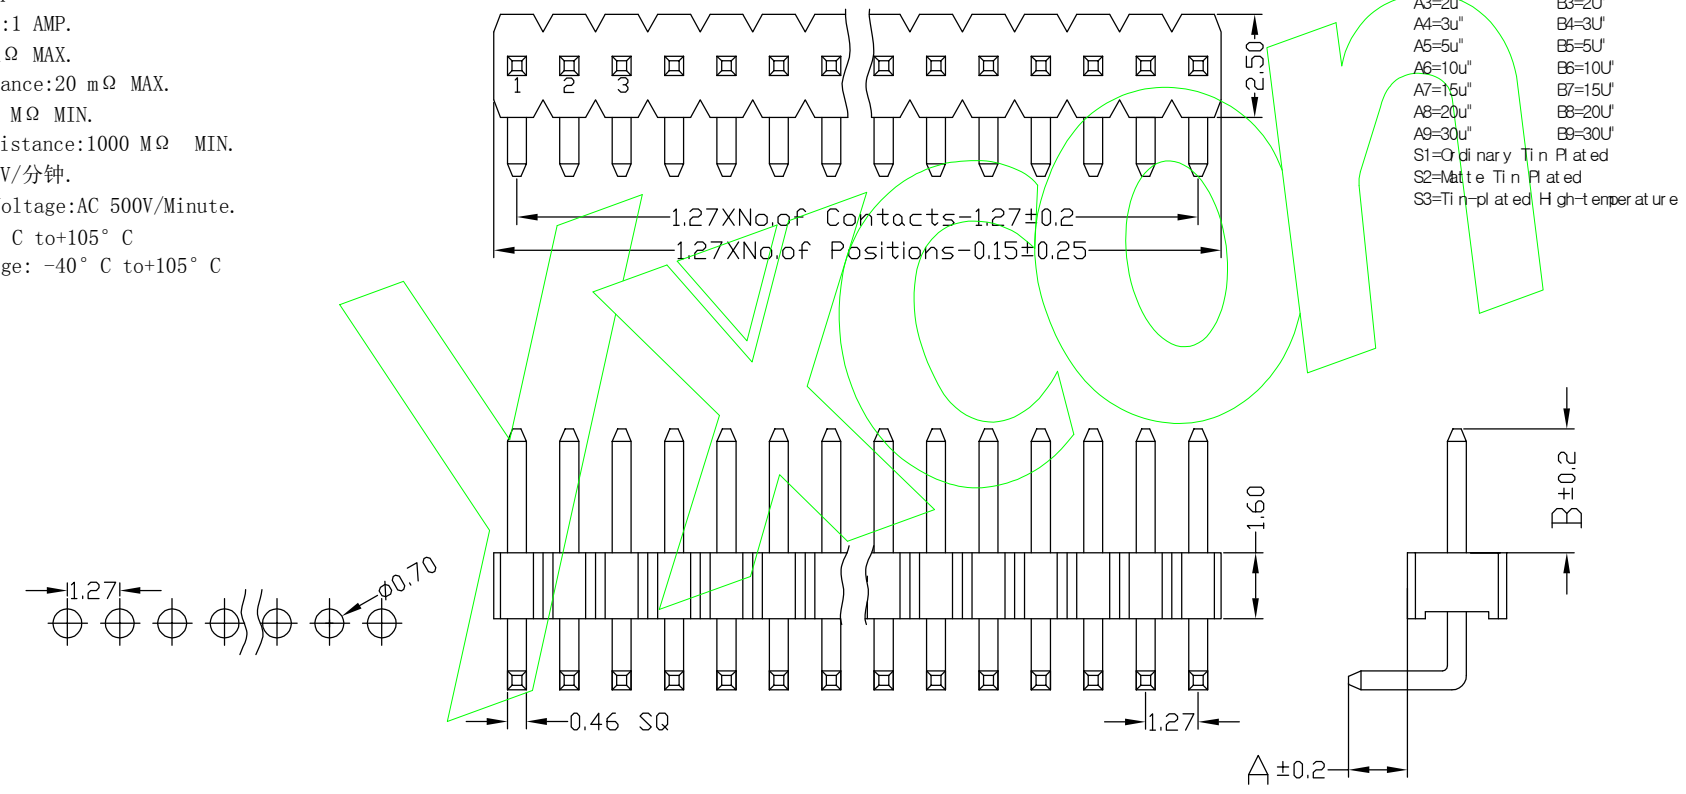 :1 AMP.
Ω MAX.
ance:20 mΩ MAX.
MΩ MIN.
istance:1000 MΩ MIN.
V/分钟.
oltage:AC 500V/Minute.
C to+105° C
ge: -40° C to+105° C
1
2
3
2.50
1.27XNo.of Contacts-1.27±0.2
1.27XNo.of Positions-0.15±0.25
A3=2u" B3=2U"
A4=3u" B4=3U"
A5=5u" B5=5U"
A6=10u" B6=10U"
A7=15u" B7=15U"
A8=20u" B8=20U"
A9=30u" B9=30U"
S1=Ordinary Tin Plated
S2=Matte Tin Plated
S3=Tin-plated High-temperature
Yxcon
1.27
ø0.70
1.60
0.46 SQ
1.27
B±0.2
A±0.2